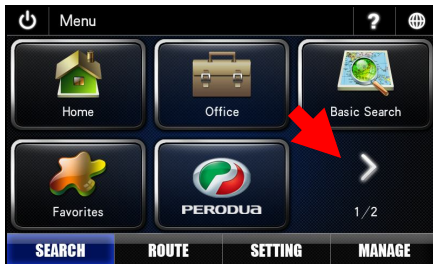 Menu ?
Home Office Basic Search
Favorites PERODUA 1/2
SEARCH ROUTE SETTING MANAGE